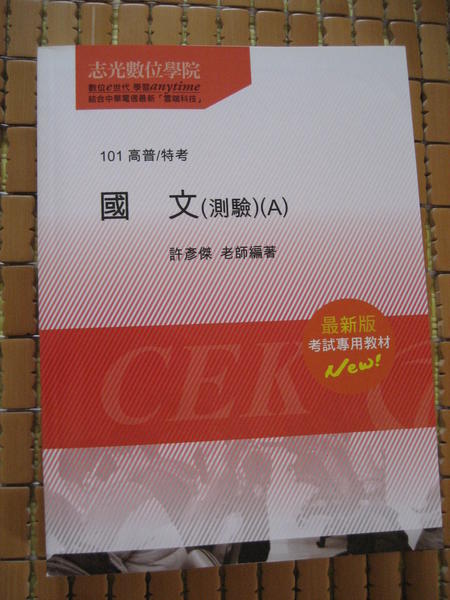 志光數位學院
數位e世代 學習anytime
結合中華電信最新「雲端科技」
101 高普/特考
國 文(測驗)(A)
許彥傑 老師編著
最新版
考試專用教材
New!
CEK